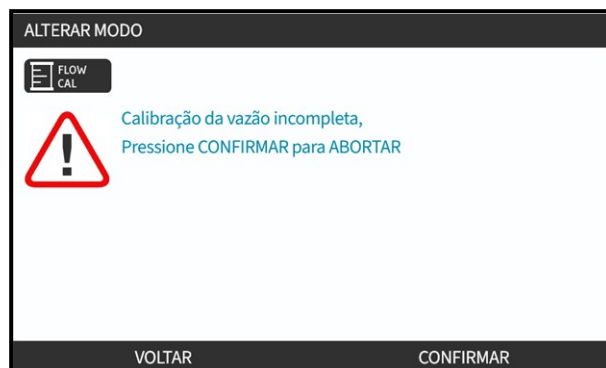 ALTERAR MODO
FLOW
CAL
Calibração da vazão incompleta,
Pressione CONFIRMAR para ABORTAR
VOLTAR CONFIRMAR